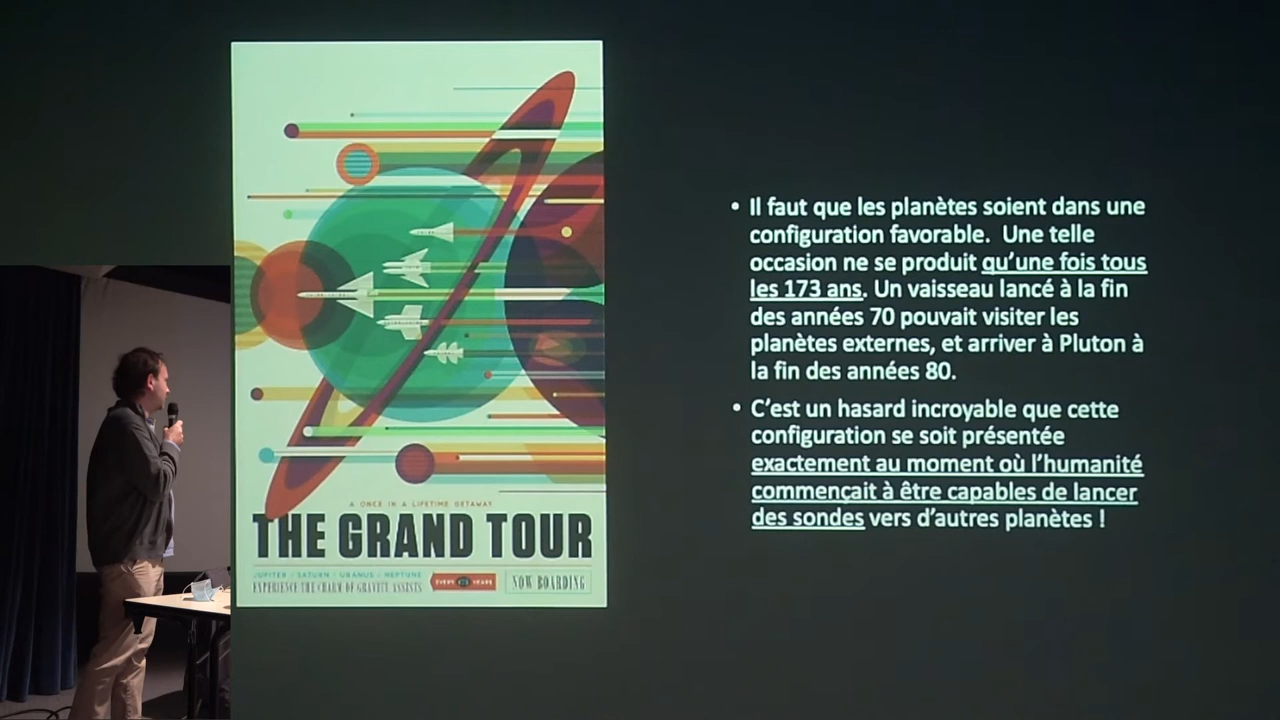 A ONCE IN A LIFETIME GETAWAY
THE GRAND TOUR
JUPITER / SATURN / URANUS / NEPTUNE
EXPERIENCE THE CHARM OF GRAVITY ASSISTS
EVERY
YEARS
NOW BOARDING
• Il faut que les planètes soient dans une
configuration favorable. Une telle
occasion ne se produit qu’une fois tous
les 173 ans. Un vaisseau lancé à la fin
des années 70 pouvait visiter les
planètes externes, et arriver à Pluton à
la fin des années 80.
• C’est un hasard incroyable que cette
configuration se soit présentée
exactement au moment où l’humanité
commençait à être capables de lancer
des sondes vers d’autres planètes !